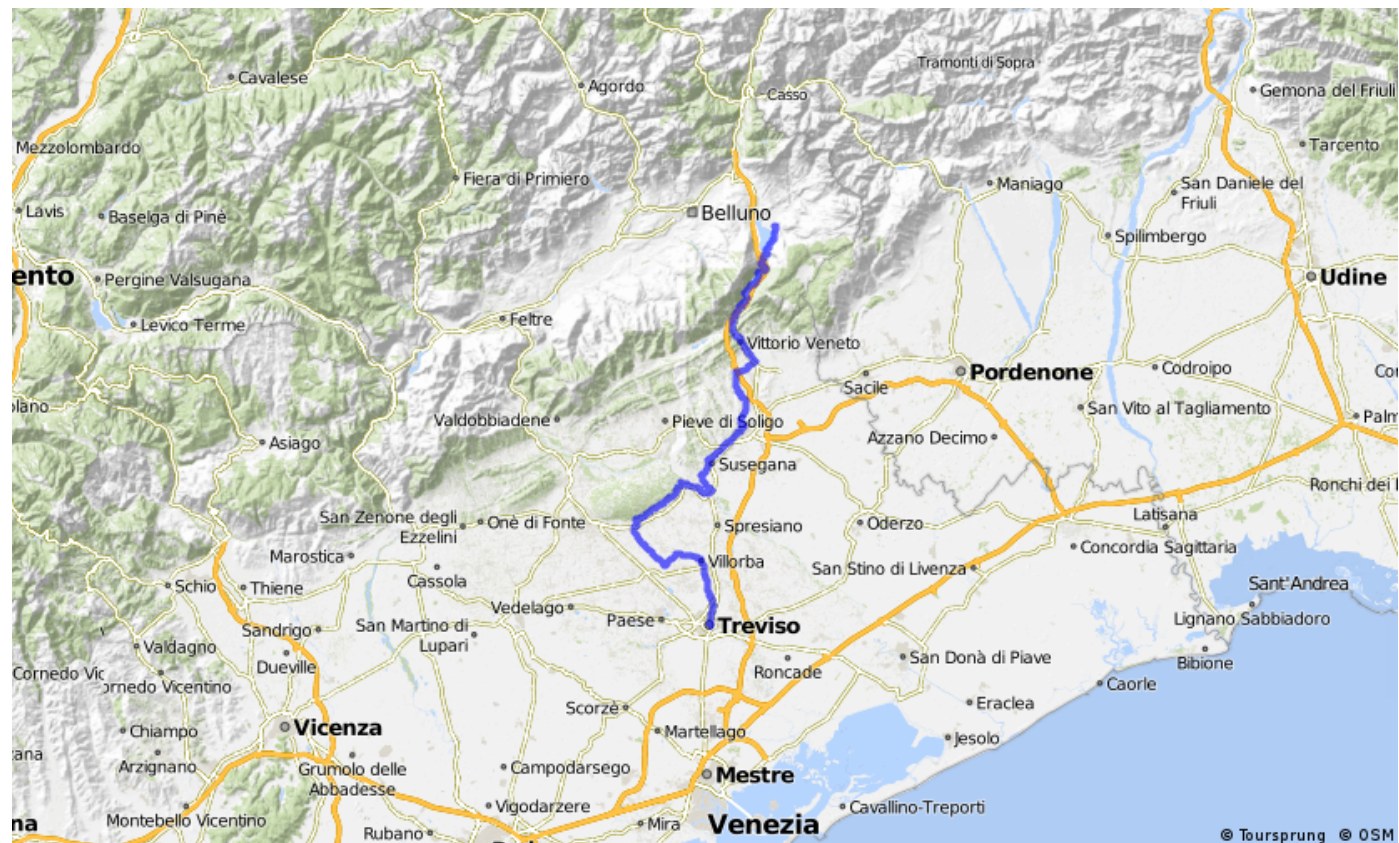 Tramonti di Sopra
Cavalese
Agordo
Casso
Gemona del Friuli
Mezzolombardo
Tarcento
Fiera di Primiero
Maniago
San Daniele del
Friuli
Lavis
Baselga di Pinè
Belluno
Spilimbergo
ento
Pergine Valsugana
Udine
Levico Terme
Feltre
Vittorio Veneto
Pordenone
Codroipo
Cor
Sacile
olano
Asiago
Valdobbiadene
Pieve di Soligo
San Vito al Tagliamento
Palm
Azzano Decimo
Susegana
Ronchi dei l
San Zenone degli
Ezzelini
Onè di Fonte
Spresiano
Oderzo
Latisana
Marostica
Concordia Sagittaria
Villorba
San Stino di Livenza
Cassola
Schio
Thiene
Sant'Andrea
Vedelago
Paese
Treviso
Lignano Sabbiadoro
Sandrigo
San Martino di
Lupari
Valdagno
Dueville
Roncade
San Donà di Piave
Bibione
Cornedo Vic
ornedo Vicentino
Caorle
Scorzè
Eraclea
Vicenza
Chiampo
Martellago
Jesolo
ana
Arzignano
Grumolo delle
Abbadesse
Campodarsego
Mestre
Montebello Vicentino
Vigodarzere
Cavallino-Treporti
na
Rubano
Mira
Venezia
© Toursprung © OSM